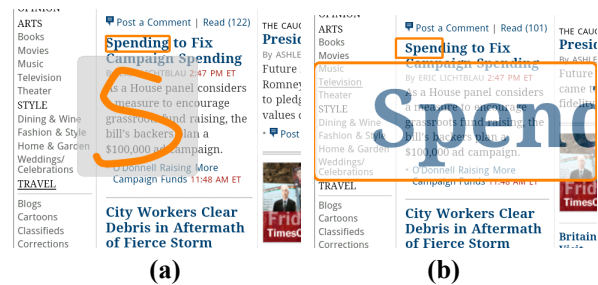 OPINION
ARTS
Books
Movies
Music
Television
Theater
STYLE
Dining & Wine
Fashion & Style
Home & Garden
Weddings/
Celebrations
TRAVEL
Blogs
Cartoons
Classifieds
Corrections
Post a Comment | Read (122)
Spending to Fix
Campaign Spending
By ERIC LICHTBLAU 2:47 PM ET
As a House panel considers
a measure to encourage
grassroots fund raising, the
bill's backers plan a
$100,000 ad campaign.
• O'Donnell Raising More
Campaign Funds 11:48 AM ET
City Workers Clear
Debris in Aftermath
of Fierce Storm
THE CAUC
Presid
By ASHLE
Future
Romney
to pledg
values c
• Post
Frid
TimesC
(a)
ARTS
Books
Movies
Music
Television
Theater
STYLE
Dining & Wine
Fashion & Style
Home & Garden
Weddings/
Celebrations
TRAVEL
Blogs
Cartoons
Classifieds
Corrections
Post a Comment | Read (101)
Spending to Fix
Campaign Spending
By ERIC LICHTBLAU 2:47 PM ET
As a House panel considers
a measure to encourage
grassroots fund raising, the
bill's backers plan a
$100,000 ad campaign.
• O'Donnell Raising More
Campaign Funds 11:48 AM ET
Spend
City Workers Clear
Debris in Aftermath
of Fierce Storm
THE CAUC
Presi
By ASHL
Future
came
fidelity
Frid
TimesC
Britain
(b)